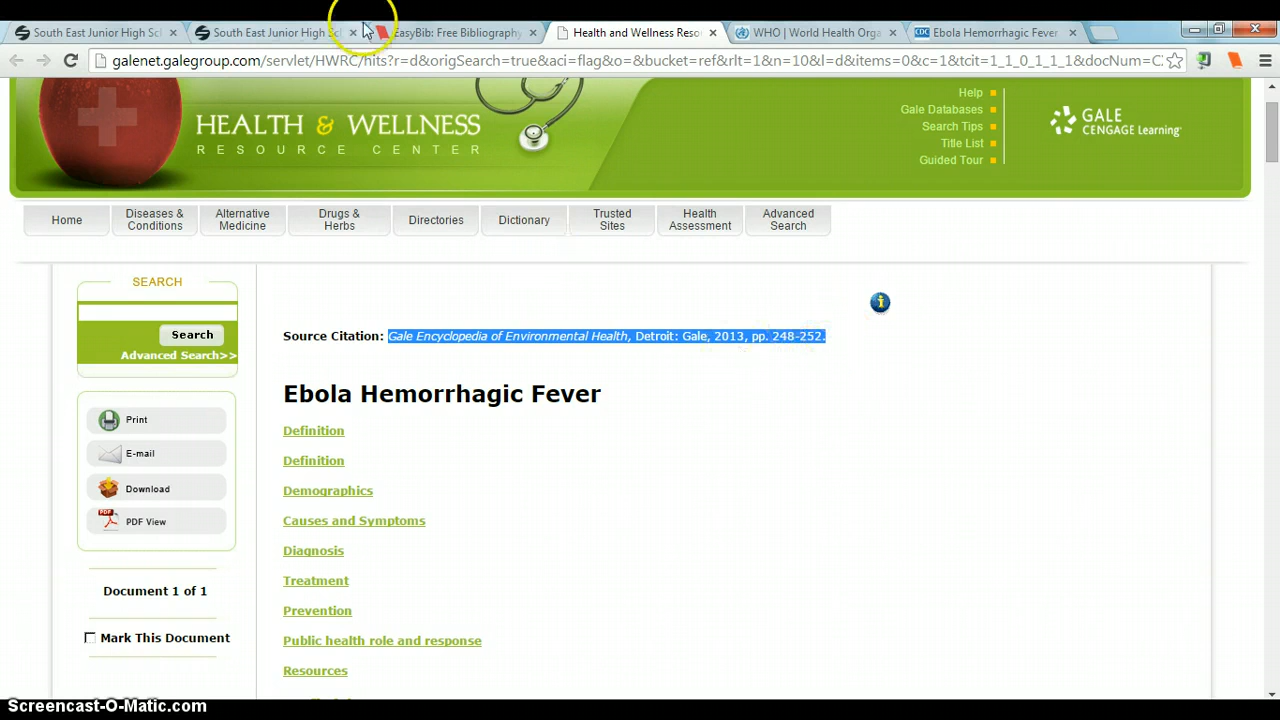 South East Junior High Sch
South East Junior High Sc
EasyBib: Free Bibliography
Health and Wellness Reso
WHO | World Health Orga
CDC
Ebola Hemorrhagic Fever
galenet.galegroup.com/servlet/HWRC/hits?r=d&origSearch=true&adv=flag&o=&bucket=ref&rlt=1&n=10&l=d&items=0&c=1&tcit=1_1_0_1_1_1&docNum=C
HEALTH & WELLNESS
RESOURCE CENTER
Help
Gale Databases
Search Tips
Title List
Guided Tour
GALE
CENGAGE Learning
Home
Diseases &
Conditions
Alternative
Medicine
Drugs &
Herbs
Directories
Dictionary
Trusted
Sites
Health
Assessment
Advanced
Search
SEARCH
Search
Advanced Search>>
Print
E-mail
Download
PDF
PDF View
Document 1 of 1
Mark This Document
Source Citation: Gale Encyclopedia of Environmental Health, Detroit: Gale, 2013, pp. 248-252.
Ebola Hemorrhagic Fever
Definition
Definition
Demographics
Causes and Symptoms
Diagnosis
Treatment
Prevention
Public health role and response
Resources
Screencast-O-Matic.com